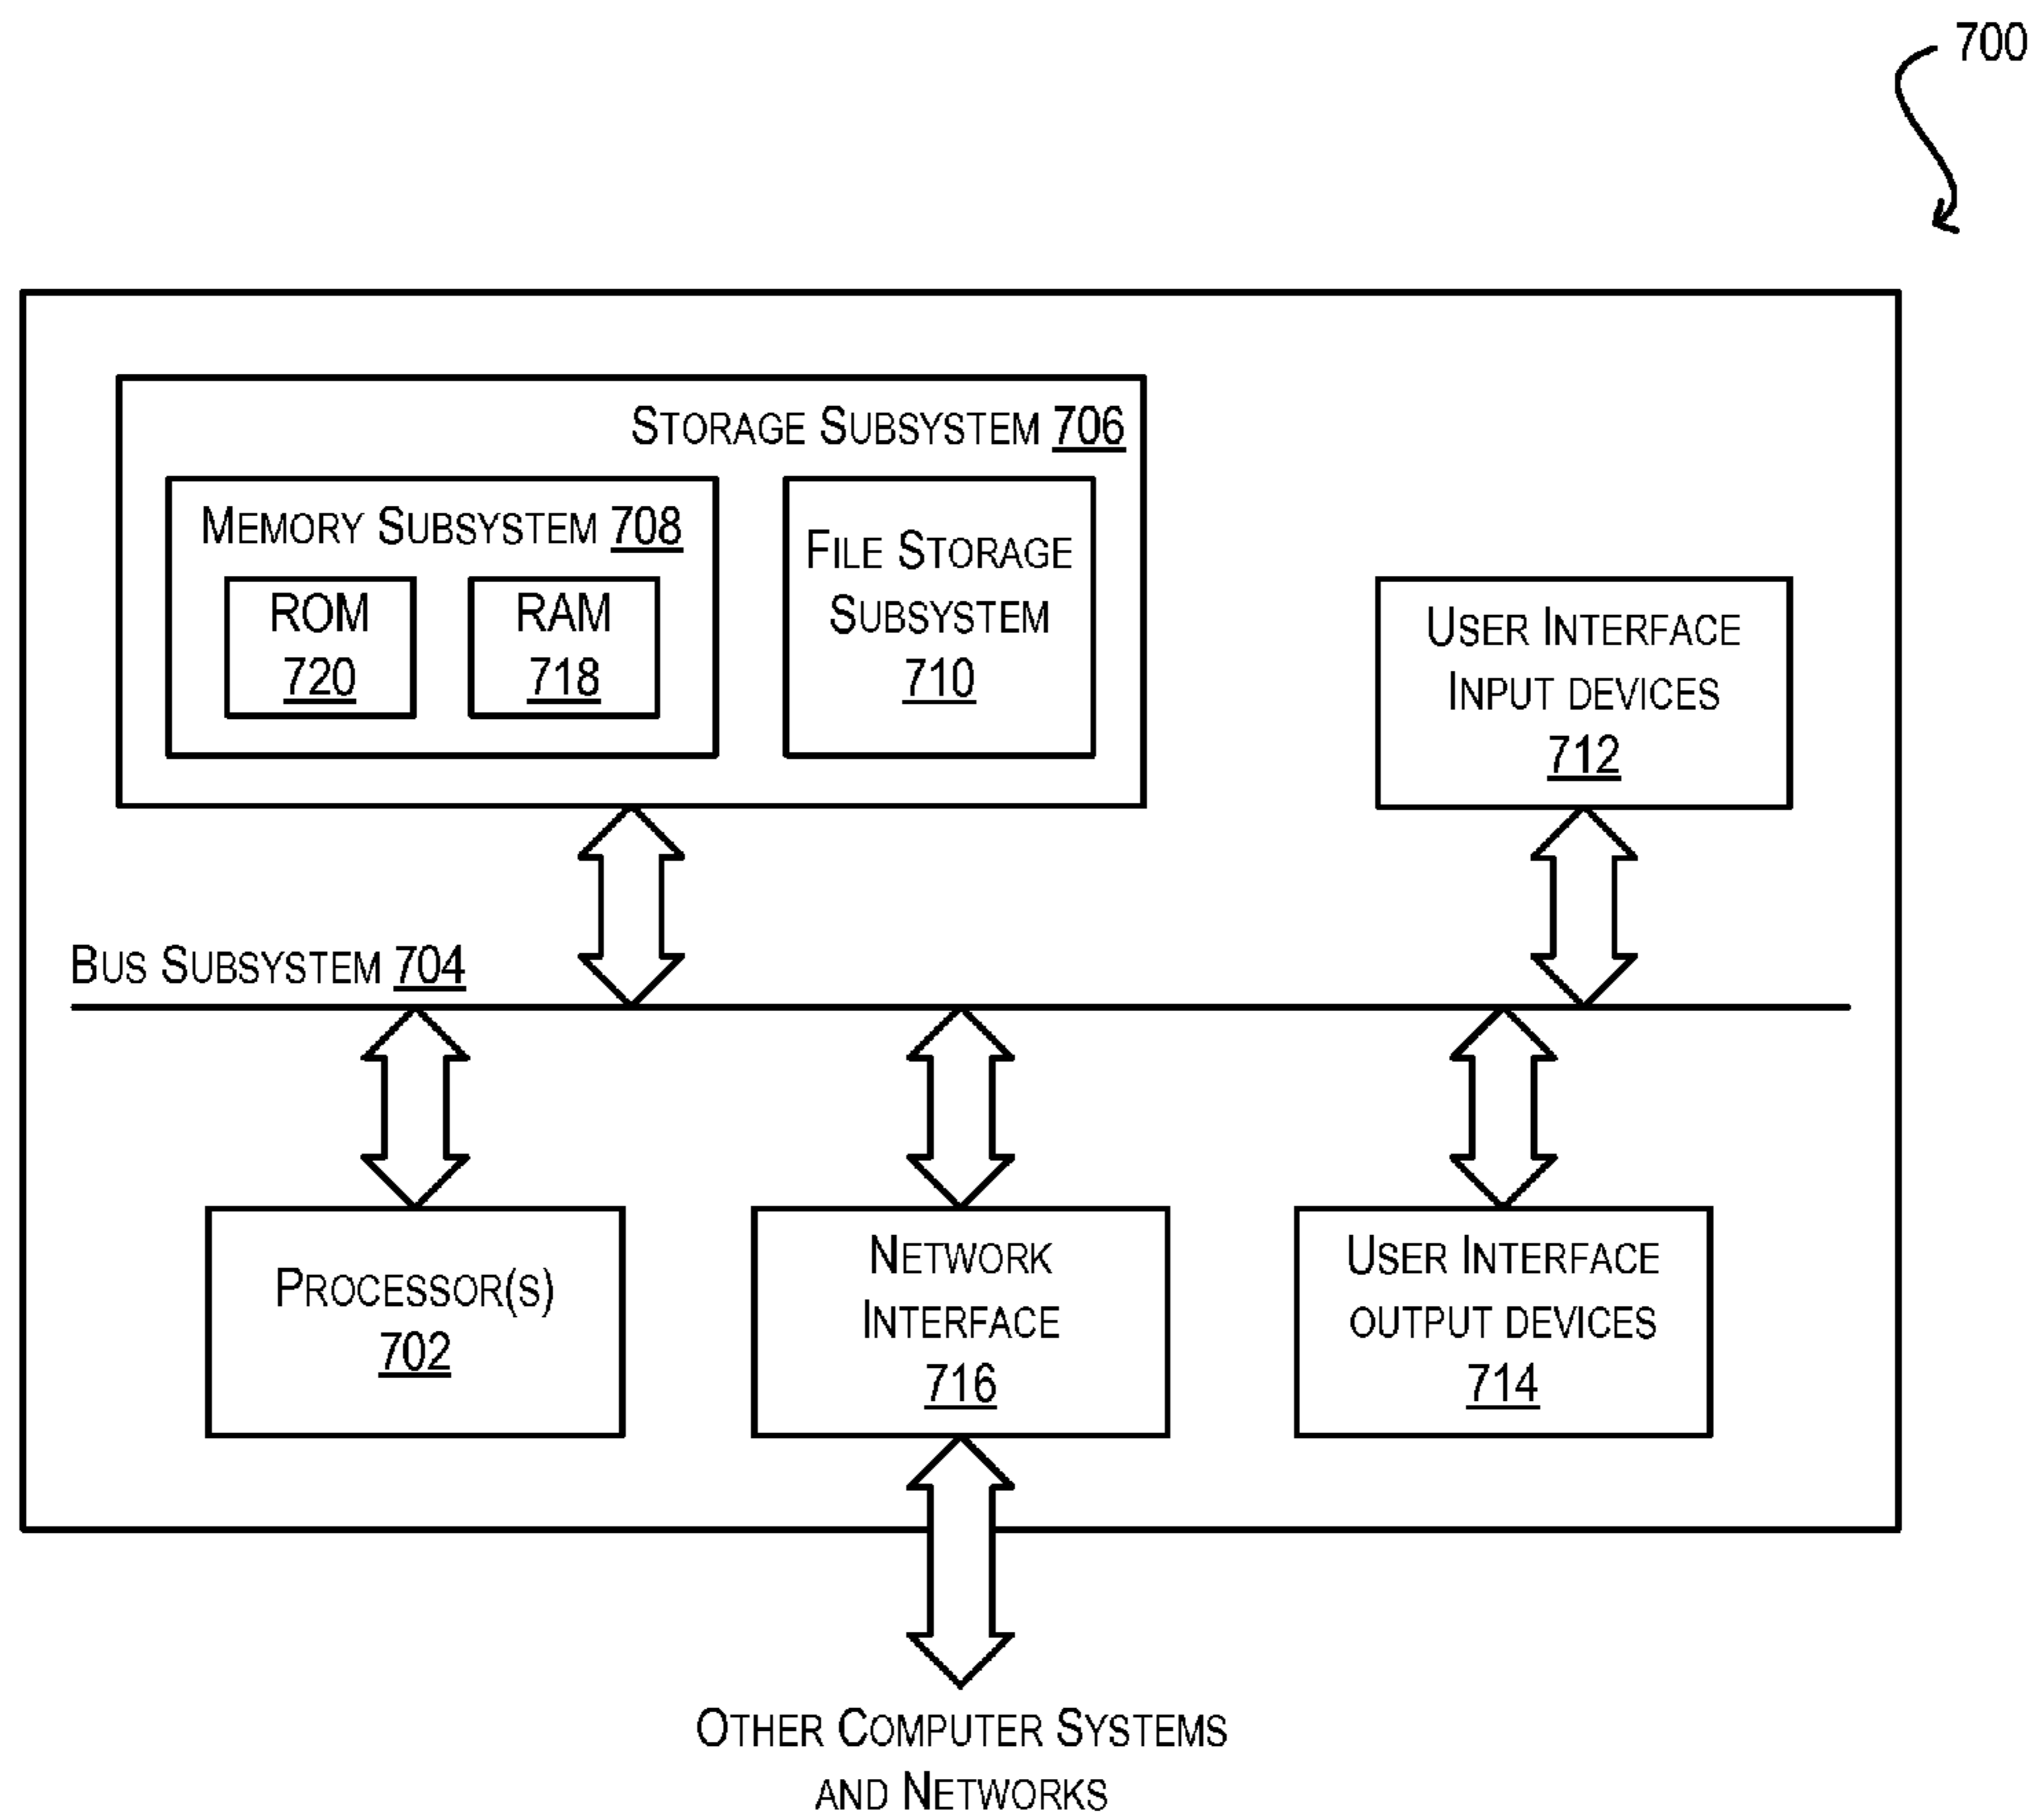 700
STORAGE SUBSYSTEM 706
MEMORY SUBSYSTEM 708
ROM
720
RAM
718
FILE STORAGE
SUBSYSTEM
710
USER INTERFACE
INPUT DEVICES
712
BUS SUBSYSTEM 704
PROCESSOR(S)
702
NETWORK
INTERFACE
716
USER INTERFACE
OUTPUT DEVICES
714
OTHER COMPUTER SYSTEMS
AND NETWORKS